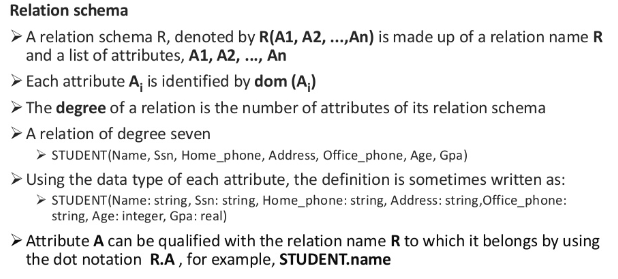 Relation schema
➢ A relation schema R, denoted by R(A1, A2, ...,An) is made up of a relation name R
and a list of attributes, A1, A2, ..., An
➢ Each attribute Ai is identified by dom (Ai)
➢ The degree of a relation is the number of attributes of its relation schema
➢ A relation of degree seven
➢ STUDENT(Name, Ssn, Home_phone, Address, Office_phone, Age, Gpa)
➢ Using the data type of each attribute, the definition is sometimes written as:
➢ STUDENT(Name: string, Ssn: string, Home_phone: string, Address: string,Office_phone:
string, Age: integer, Gpa: real)
➢ Attribute A can be qualified with the relation name R to which it belongs by using
the dot notation R.A , for example, STUDENT.name